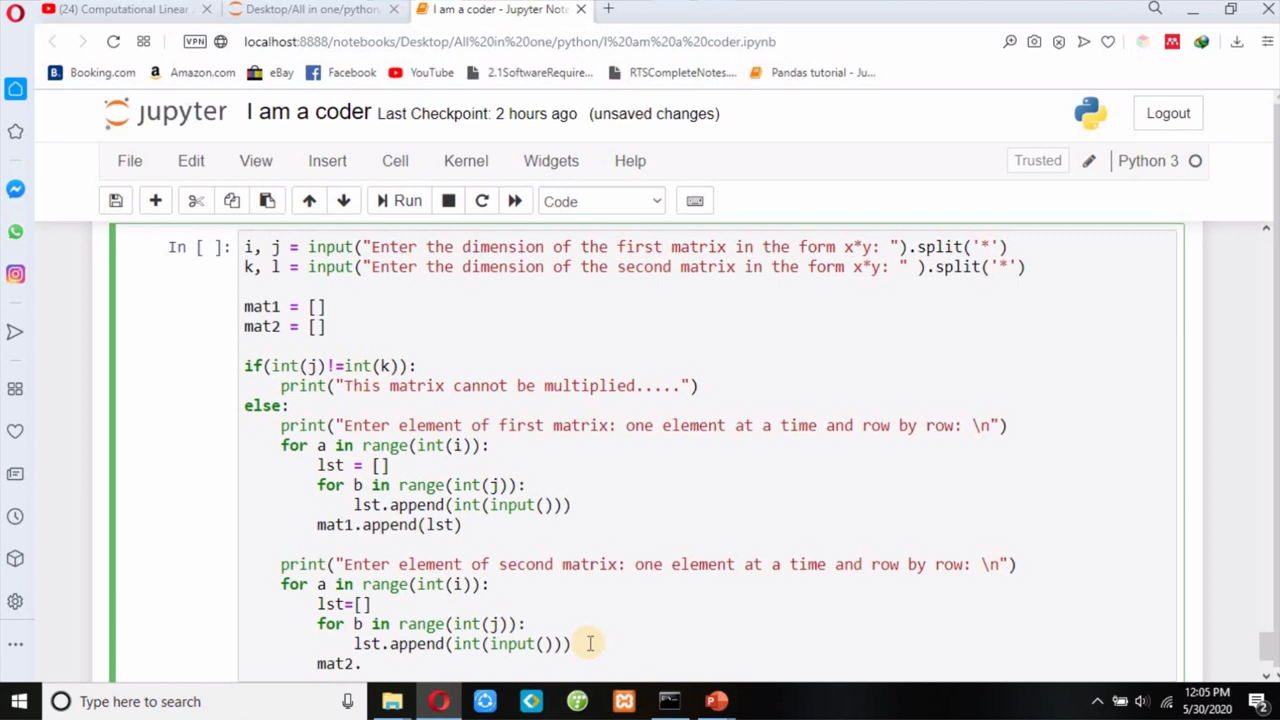 (24) Computational Linear
Desktop/All in one/python,
I am a coder - Jupyter Note
VPN
localhost:8888/notebooks/Desktop/All%20in%20one/python/I%20am%20a%20coder.ipynb
Booking.com
Amazon.com
eBay
Facebook
YouTube
2.1SoftwareRequire...
RTSCompleteNotes....
Pandas tutorial - Ju...
jupyter I am a coder Last Checkpoint: 2 hours ago (unsaved changes)
Logout
File Edit View Insert Cell Kernel Widgets Help
Trusted
Python 3
Run
Code
In [ ]: i, j = input("Enter the dimension of the first matrix in the form x*y: ").split('*')
k, l = input("Enter the dimension of the second matrix in the form x*y: " ).split('*')
mat1 = []
mat2 = []
if(int(j)!=int(k)):
    print("This matrix cannot be multiplied.....")
else:
    print("Enter element of first matrix: one element at a time and row by row: \n")
    for a in range(int(i)):
        lst = []
        for b in range(int(j)):
            lst.append(int(input()))
        mat1.append(lst)
    print("Enter element of second matrix: one element at a time and row by row: \n")
    for a in range(int(i)):
        lst=[]
        for b in range(int(j)):
            lst.append(int(input()))
        mat2.
Type here to search
12:05 PM
5/30/2020
2